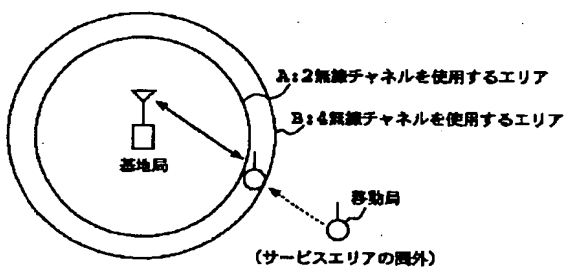 A:2無線チャネルを使用するエリア
B:4無線チャネルを使用するエリア
基地局
移動局
(サービスエリアの圏外)